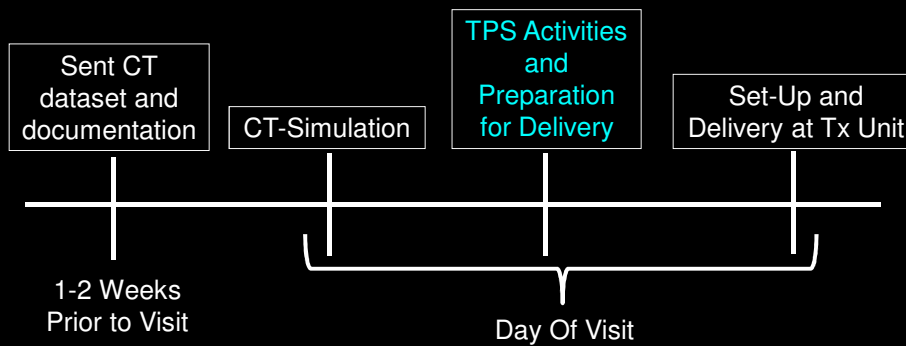 Sent CT
dataset and
documentation
CT-Simulation
TPS Activities
and
Preparation
for Delivery
Set-Up and
Delivery at Tx Unit
1-2 Weeks
Prior to Visit
Day Of Visit